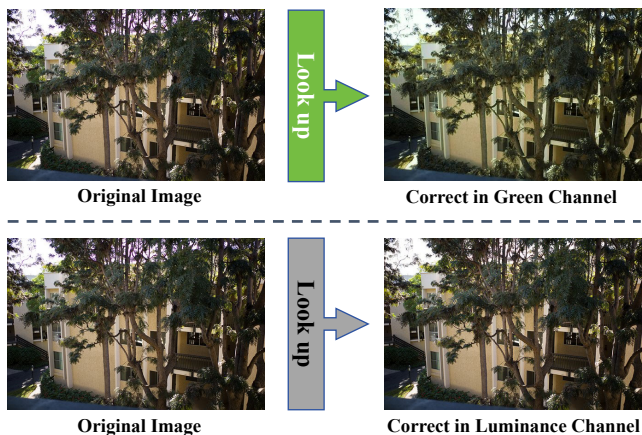 Look up
Original Image
Correct in Green Channel
Look up
Original Image
Correct in Luminance Channel